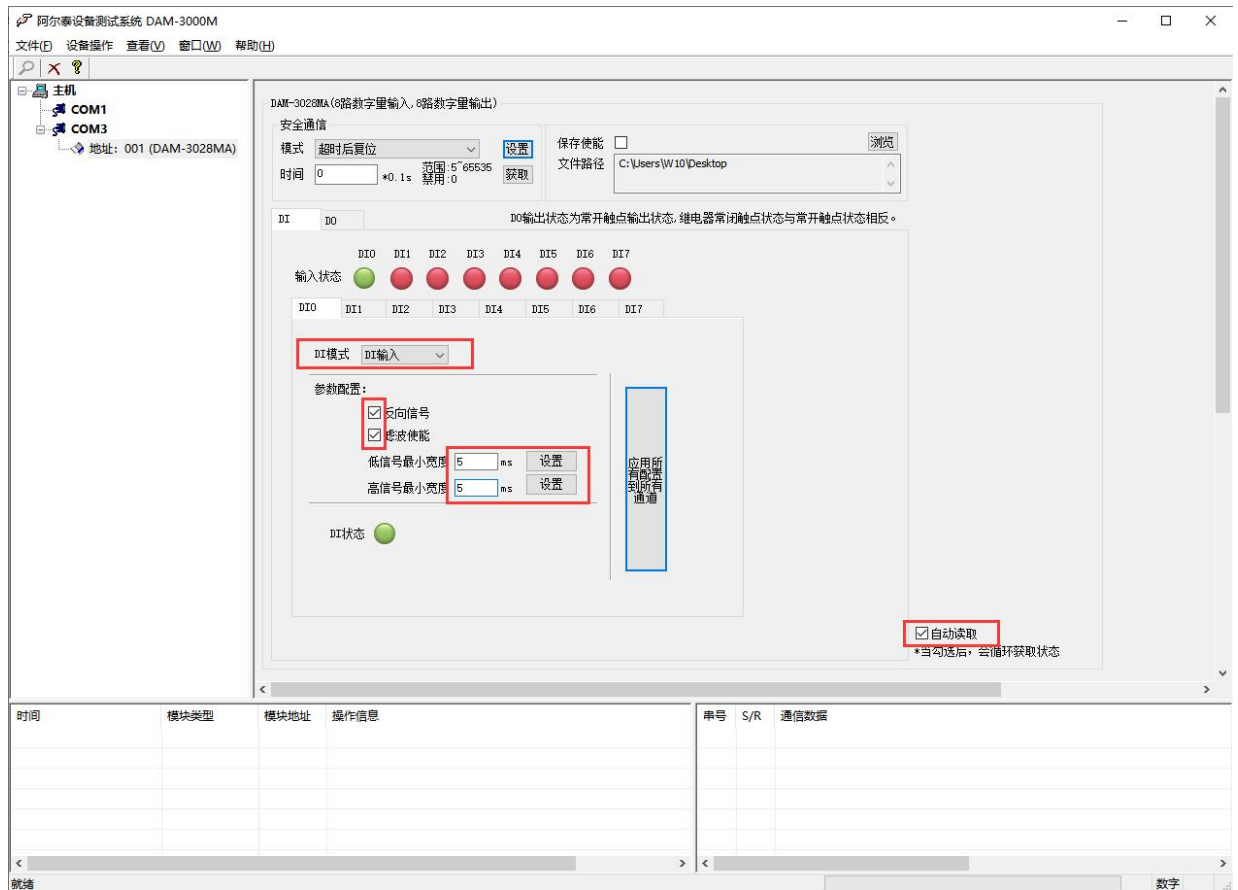 阿尔泰设备测试系统 DAM-3000M
文件(F) 设备操作 查看(V) 窗口(W) 帮助(H)
主机
COM1
COM3
地址: 001 (DAM-3028MA)
DAM-3028MA(8路数字量输入,8路数字量输出)
安全通信
模式 超时后复位 设置
时间 0 *0.1s 范围:5~65535 禁用:0 获取
保存使能 浏览
文件路径 C:\Users\W10\Desktop
DI DO DO输出状态为常开触点输出状态,继电器常闭触点状态与常开触点状态相反。
DI0 DI1 DI2 DI3 DI4 DI5 DI6 DI7
输入状态
DI0 DI1 DI2 DI3 DI4 DI5 DI6 DI7
DI模式 DI输入
参数配置:
反向信号
滤波使能
低信号最小宽度 5 ms 设置
高信号最小宽度 5 ms 设置
应用所
有配置
到所有
通道
DI状态
自动读取
*当勾选后，会循环获取状态
时间 模块类型 模块地址 操作信息 串号 S/R 通信数据
就绪 数字